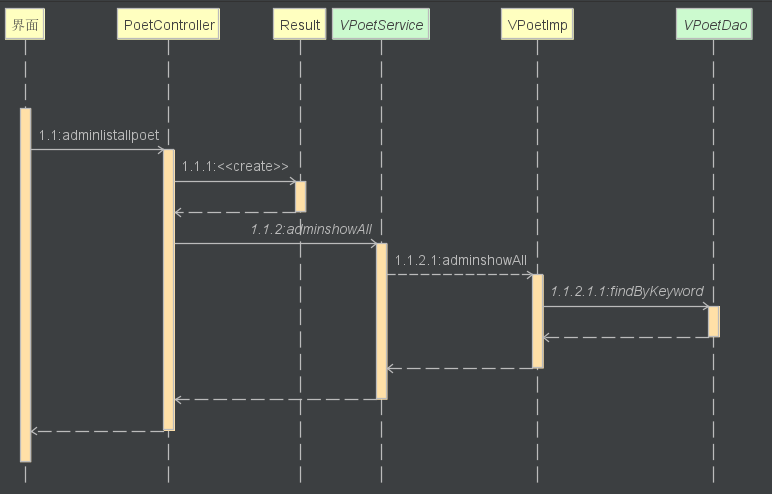 界面
PoetController
Result
VPoetService
VPoetImp
VPoetDao
1.1:adminlistallpoet
1.1.1:<<create>>
1.1.2:adminshowAll
1.1.2.1:adminshowAll
1.1.2.1.1:findByKeyword